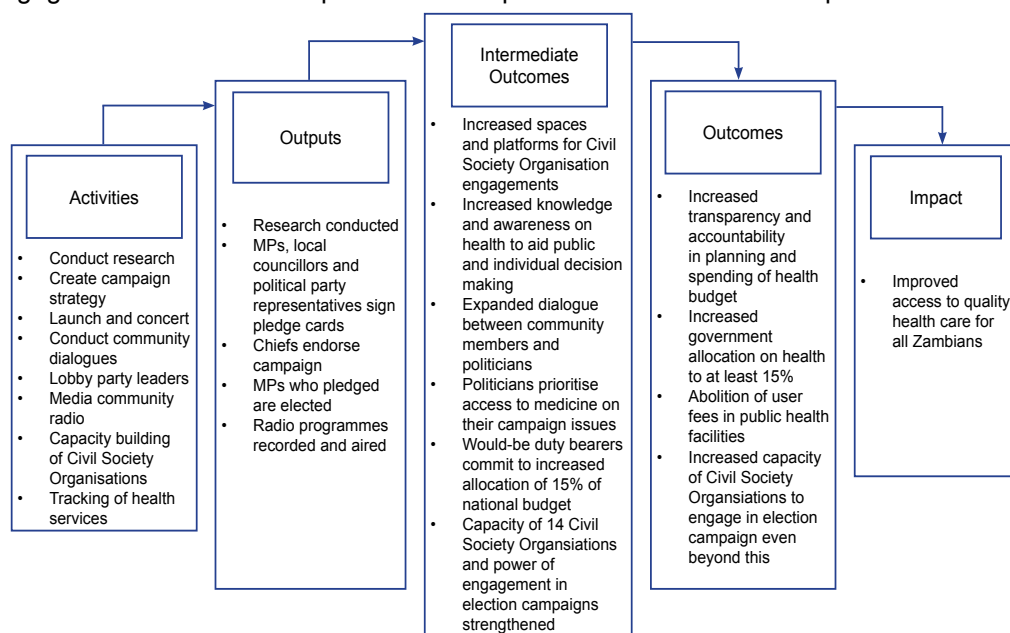 Activities
• Conduct research
• Create campaign
strategy
• Launch and concert
• Conduct community
dialogues
• Lobby party leaders
• Media community
radio
• Capacity building
of Civil Society
Organisations
• Tracking of health
services
Outputs
• Research conducted
• MPs, local
councillors and
political party
representatives sign
pledge cards
• Chiefs endorse
campaign
• MPs who pledged
are elected
• Radio programmes
recorded and aired
Intermediate
Outcomes
• Increased spaces
and platforms for Civil
Society Organisation
engagements
• Increased knowledge
and awareness on
health to aid public
and individual decision
making
• Expanded dialogue
between community
members and
politicians
• Politicians prioritise
access to medicine on
their campaign issues
• Would-be duty bearers
commit to increased
allocation of 15% of
national budget
• Capacity of 14 Civil
Society Organsiations
and power of
engagement in
election campaigns
strengthened
Outcomes
• Increased
transparency and
accountability
in planning and
spending of health
budget
• Increased
government
allocation on health
to at least 15%
• Abolition of user
fees in public health
facilities
• Increased capacity
of Civil Society
Organsiations to
engage in election
campaign even
beyond this
Impact
• Improved
access to quality
health care for
all Zambians